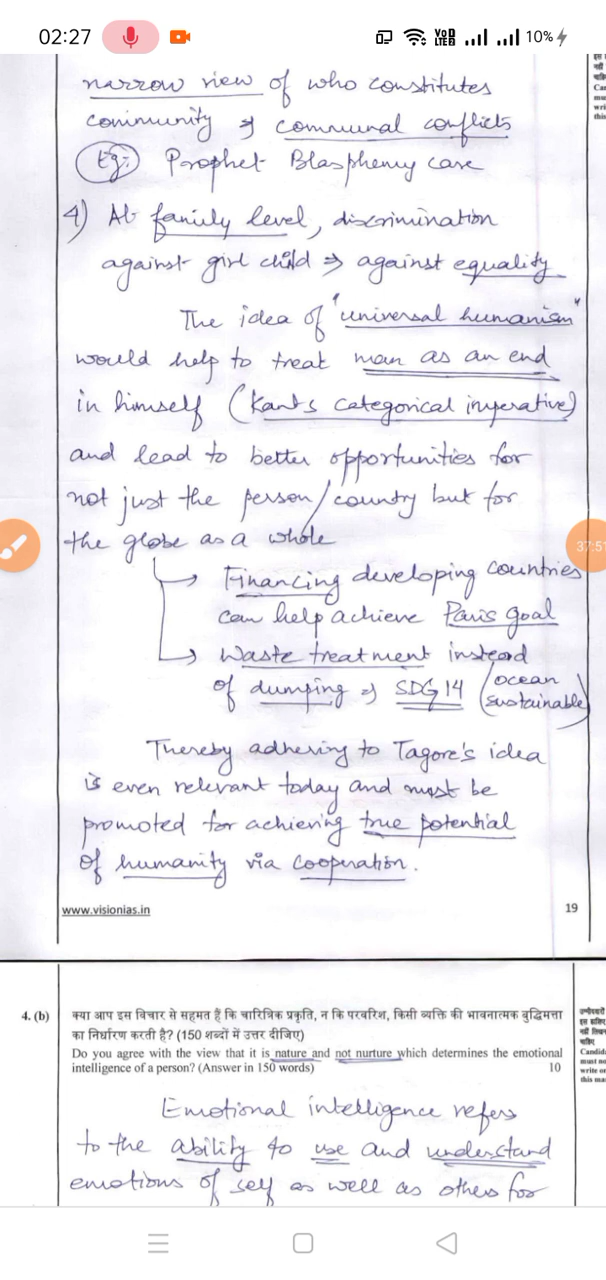 02:27
Vo) LTE2
10%
narrow view of who constitutes
community & communal conflicts
Eg:- Prophet Blasphemy case
4) At family level, discrimination
against girl child ⇒ against equality
The idea of "universal humanism"
would help to treat man as an end
in himself (Kant's categorical imperative)
and lead to better opportunities for
not just the person/country but for
the globe as a whole
37:5
→ Financing developing countries
can help achieve Paris goal
→ Waste treatment instead
of dumping ⇒ SDG 14 (ocean sustainable)
Thereby adhering to Tagore's idea
is even relevant today and must be
promoted for achieving true potential
of humanity via cooperation.
www.visionias.in
19
4. (b) क्या आप इस विचार से सहमत हैं कि चारित्रिक प्रकृति, न कि परवरिश, किसी व्यक्ति की भावनात्मक बुद्धिमत्ता
का निर्धारण करती है? (150 शब्दों में उत्तर दीजिए)
Do you agree with the view that it is nature and not nurture which determines the emotional
intelligence of a person? (Answer in 150 words) 10
Emotional intelligence refers
to the ability to use and understand
emotions of self as well as others for